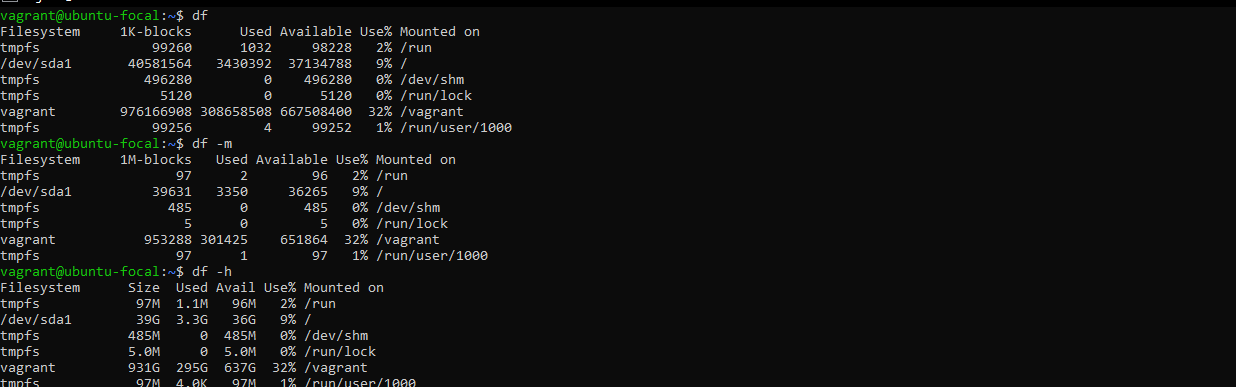 vagrant@ubuntu-focal:~$ df
Filesystem     1K-blocks      Used Available Use% Mounted on
tmpfs              99260      1032     98228   2% /run
/dev/sda1       40581564   3430392  37134788   9% /
tmpfs             496280         0    496280   0% /dev/shm
tmpfs               5120         0      5120   0% /run/lock
vagrant        976166908 308658508 667508400  32% /vagrant
tmpfs              99256         4     99252   1% /run/user/1000
vagrant@ubuntu-focal:~$ df -m
Filesystem     1M-blocks   Used Available Use% Mounted on
tmpfs                 97      2        96   2% /run
/dev/sda1          39631   3350     36265   9% /
tmpfs                485      0       485   0% /dev/shm
tmpfs                  5      0         5   0% /run/lock
vagrant           953288 301425    651864  32% /vagrant
tmpfs                 97      1        97   1% /run/user/1000
vagrant@ubuntu-focal:~$ df -h
Filesystem      Size  Used Avail Use% Mounted on
tmpfs            97M  1.1M   96M   2% /run
/dev/sda1        39G  3.3G   36G   9% /
tmpfs           485M     0  485M   0% /dev/shm
tmpfs           5.0M     0  5.0M   0% /run/lock
vagrant         931G  295G  637G  32% /vagrant
tmpfs            97M  4.0K   97M   1% /run/user/1000